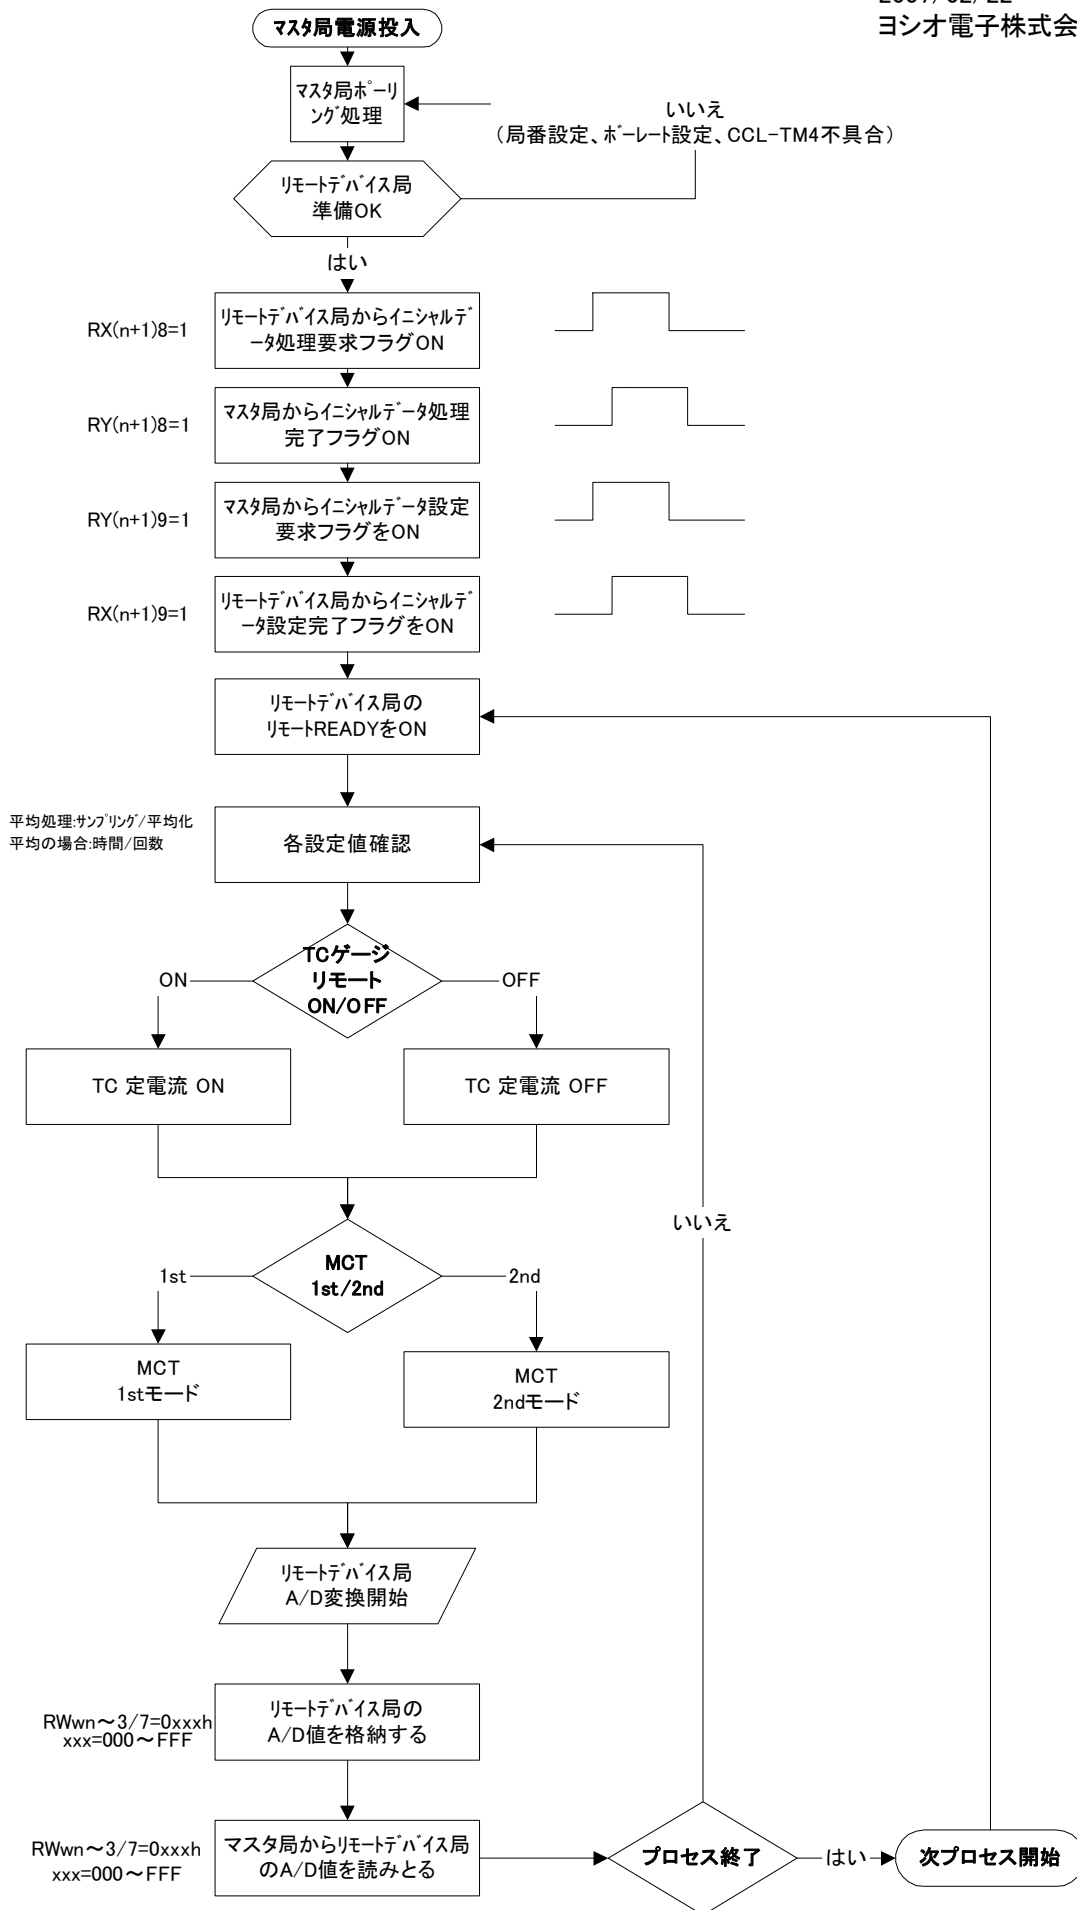 ヨシオ電子株式会
マスタ局電源投入
マスタ局ポーリ
ング処理
いいえ
（局番設定、ボーレート設定、CCL-TM4不具合）
リモートデバイス局
準備OK
はい
RX(n+1)8=1
リモートデバイス局からイニシャルデ
ータ処理要求フラグON
RY(n+1)8=1
マスタ局からイニシャルデータ処理
完了フラグON
RY(n+1)9=1
マスタ局からイニシャルデータ設定
要求フラグをON
RX(n+1)9=1
リモートデバイス局からイニシャルデ
ータ設定完了フラグをON
リモートデバイス局の
リモートREADYをON
平均処理:サンプリング/平均化
平均の場合:時間/回数
各設定値確認
TCゲージ
リモート
ON/OFF
ON
OFF
TC 定電流 ON
TC 定電流 OFF
いいえ
MCT
1st/2nd
1st
2nd
MCT
1stモード
MCT
2ndモード
リモートデバイス局
A/D変換開始
RWwn～3/7=0xxxh
xxx=000～FFF
リモートデバイス局の
A/D値を格納する
RWwn～3/7=0xxxh
xxx=000～FFF
マスタ局からリモートデバイス局
のA/D値を読みとる
プロセス終了
はい
次プロセス開始